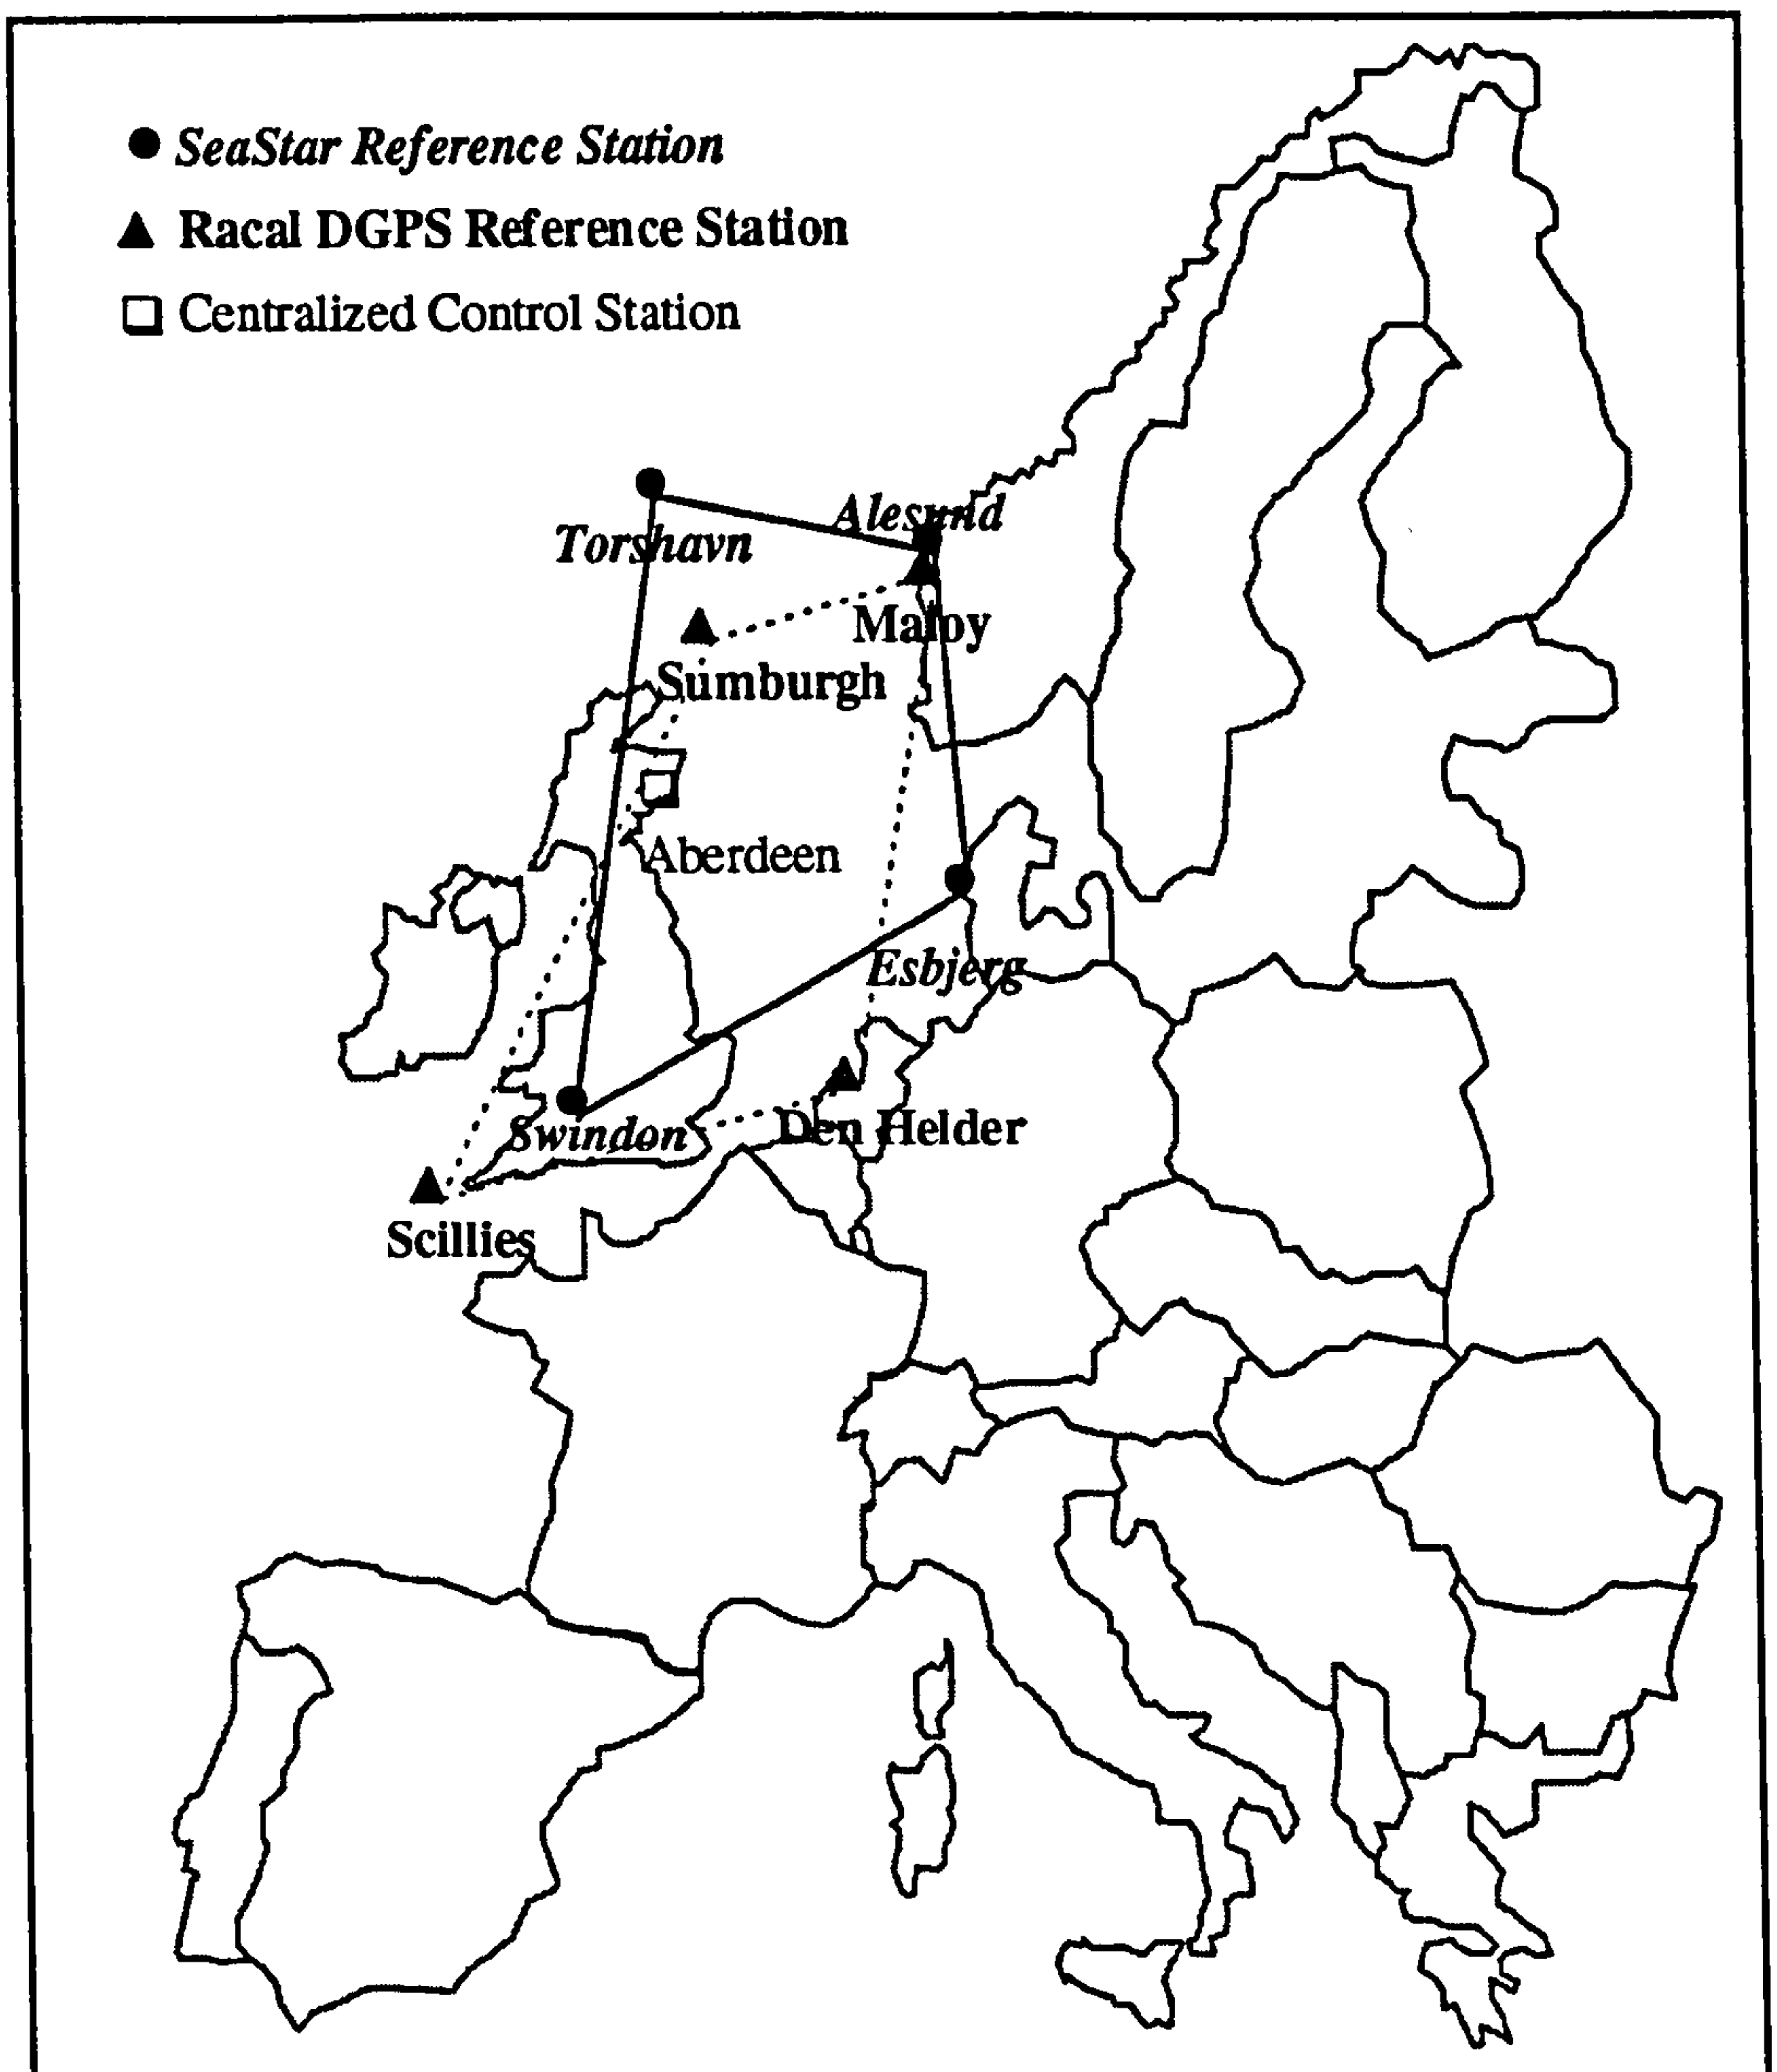 SeaStar Reference Station
Racal DGPS Reference Station
Centralized Control Station
Alesund
Torshavn
Maloy
Sumburgh
Aberdeen
Esbjerg
Den Helder
Swindon
Scillies